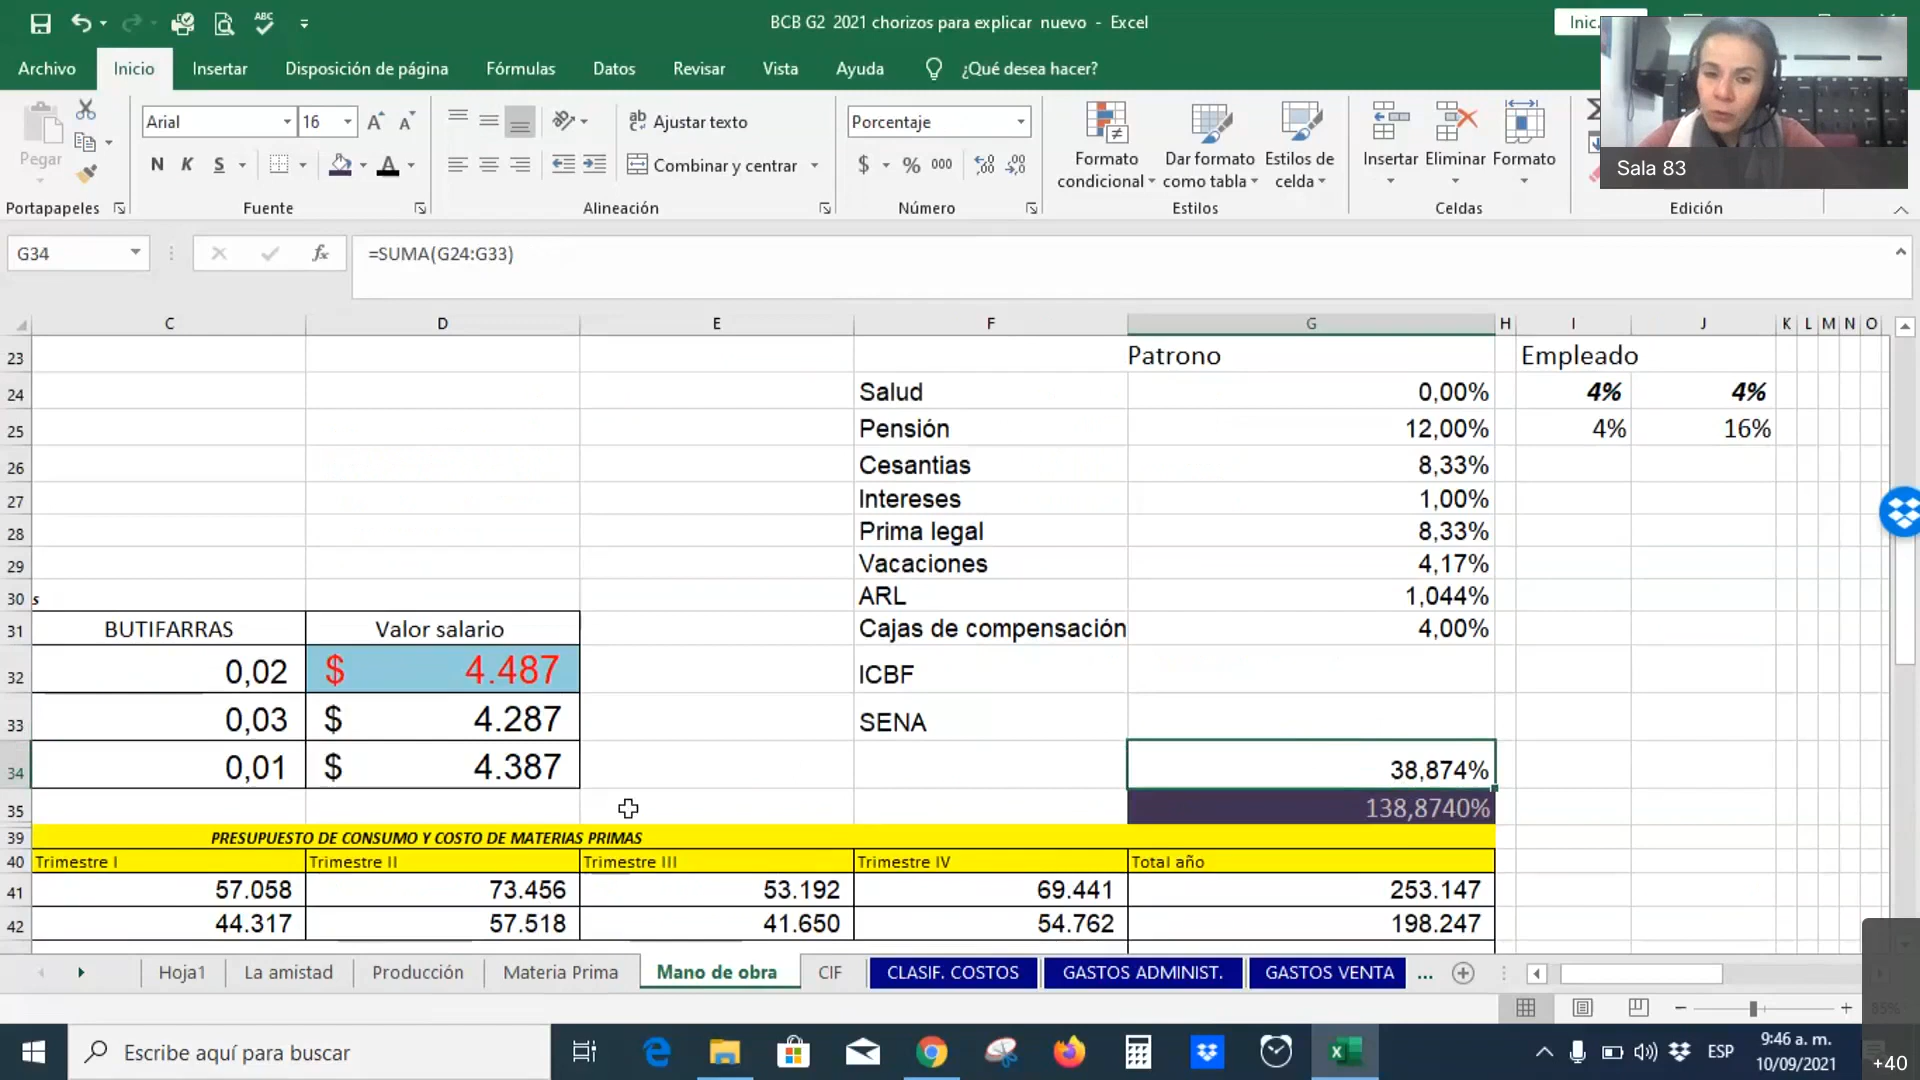 BCB G2 2021 chorizos para explicar nuevo - Excel
Inic.
Archivo Inicio Insertar Disposición de página Fórmulas Datos Revisar Vista Ayuda ¿Qué desea hacer?
Pegar
Portapapeles
Arial 16
N K S
Fuente
Ajustar texto
Combinar y centrar
Alineación
Porcentaje
$ % 000
Número
Formato condicional
Dar formato como tabla
Estilos de celda
Estilos
Insertar Eliminar Formato
Celdas
Edición
Sala 83
G34 fx =SUMA(G24:G33)
C D E F G H I J K L M N O
23 Patrono Empleado
24 Salud 0,00% 4% 4%
25 Pensión 12,00% 4% 16%
26 Cesantias 8,33%
27 Intereses 1,00%
28 Prima legal 8,33%
29 Vacaciones 4,17%
30 s ARL 1,044%
31 BUTIFARRAS Valor salario Cajas de compensación 4,00%
32 0,02 $ 4.487 ICBF
33 0,03 $ 4.287 SENA
34 0,01 $ 4.387 38,874%
35 138,8740%
39 PRESUPUESTO DE CONSUMO Y COSTO DE MATERIAS PRIMAS
40 Trimestre I Trimestre II Trimestre III Trimestre IV Total año
41 57.058 73.456 53.192 69.441 253.147
42 44.317 57.518 41.650 54.762 198.247
Hoja1 La amistad Producción Materia Prima Mano de obra CIF CLASIF. COSTOS GASTOS ADMINIST. GASTOS VENTA ...
85%
Escribe aquí para buscar
ESP
9:46 a. m.
10/09/2021
+40